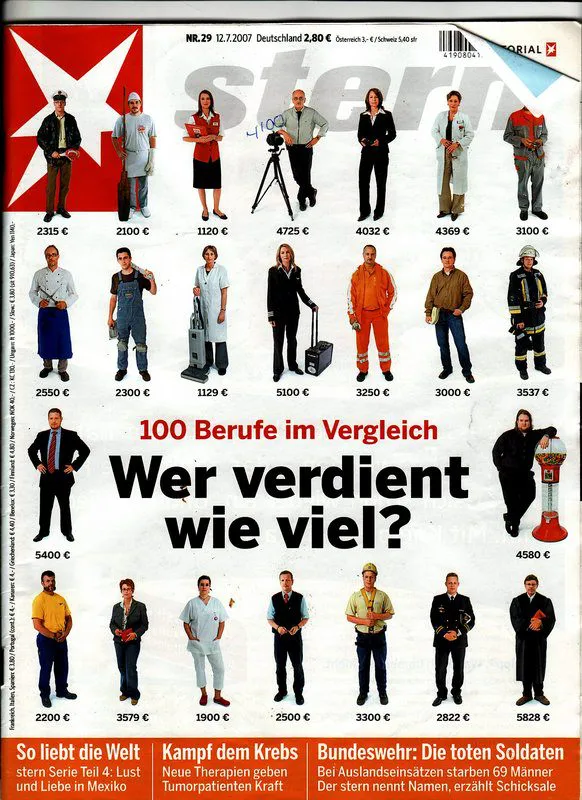 NR.29 12.7.2007 Deutschland 2,80 € Österreich 3,- € / Schweiz 5,40 sfr
TORIAL
41908041
stern
4100
2315 €
2100 €
1120 €
4725 €
4032 €
4369 €
3100 €
2550 €
2300 €
1129 €
5100 €
3250 €
3000 €
3537 €
100 Berufe im Vergleich
Wer verdient
wie viel?
5400 €
4580 €
2200 €
3579 €
1900 €
2500 €
3300 €
2822 €
5828 €
So liebt die Welt
stern Serie Teil 4: Lust
und Liebe in Mexiko
Kampf dem Krebs
Neue Therapien geben
Tumorpatienten Kraft
Bundeswehr: Die toten Soldaten
Bei Auslandseinsätzen starben 69 Männer
Der stern nennt Namen, erzählt Schicksale